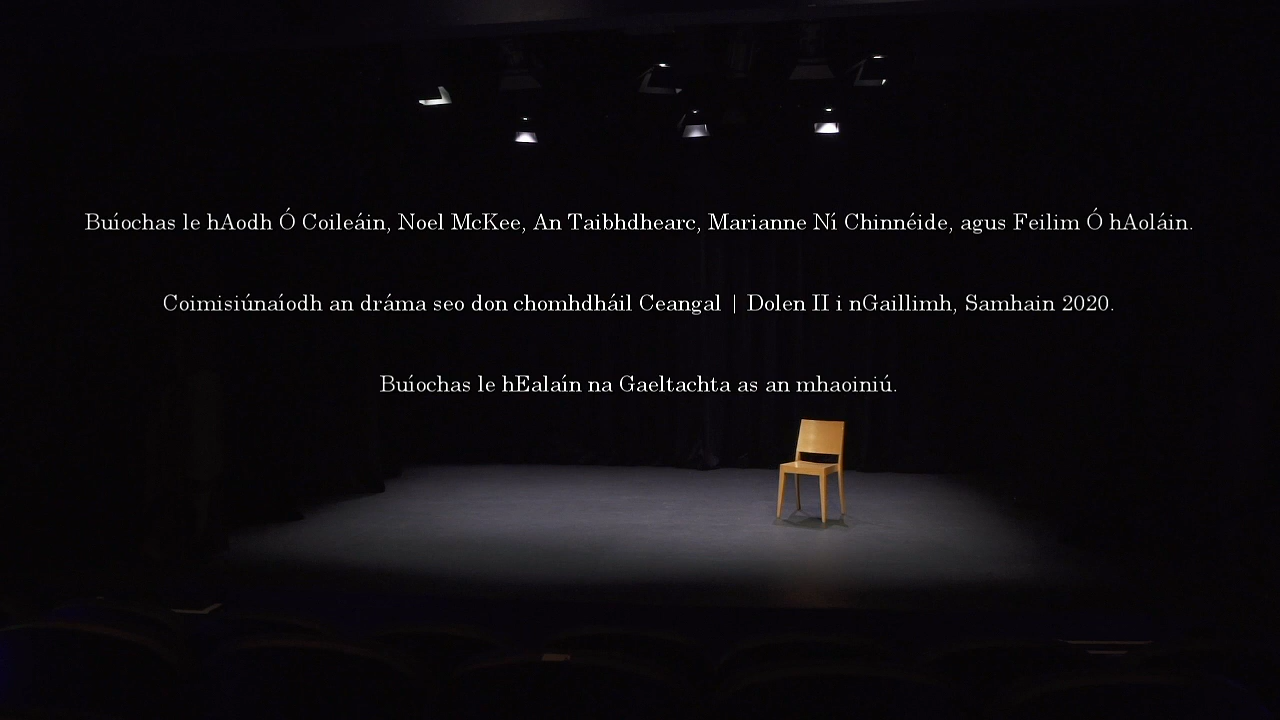 Buíochas le hAodh Ó Coileáin, Noel McKee, An Taibhdhearc, Marianne Ní Chinnéide, agus Feilim Ó hAoláin.
Coimisiúnaíodh an dráma seo don chomhdháil Ceangal | Dolen II i nGaillimh, Samhain 2020.
Buíochas le hEalaín na Gaeltachta as an mhaoiniú.